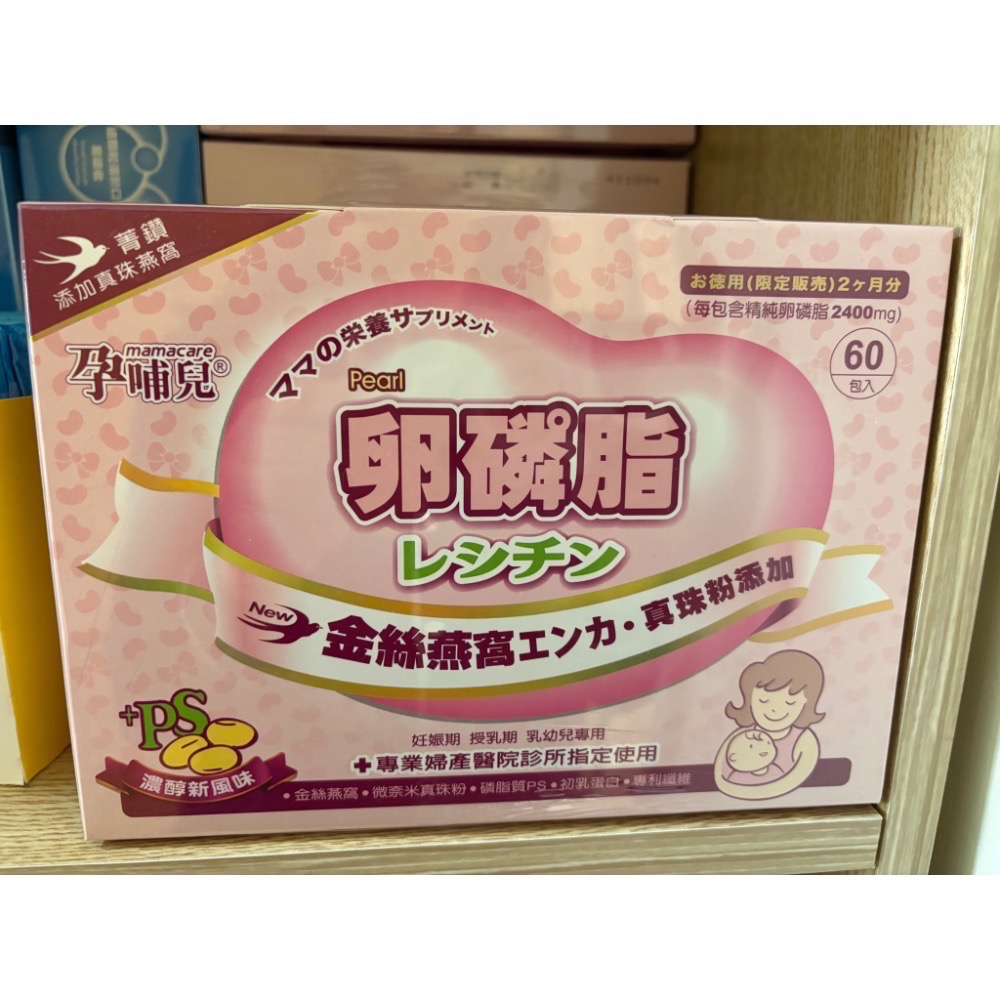 菁鑽
添加真珠燕窩
mamacare
孕哺兒®
ママの栄養サプリメント
お徳用(限定販売)2ヶ月分
(每包含精純卵磷脂2400mg)
60
包入
Pearl
卵磷脂
レシチン
New
金絲燕窩エンカ・真珠粉添加
+PS
濃醇新風味
妊娠期 授乳期 乳幼兒專用
+專業婦產醫院診所指定使用
•金絲燕窩•微奈米真珠粉•磷脂質PS•初乳蛋白•專利纖維